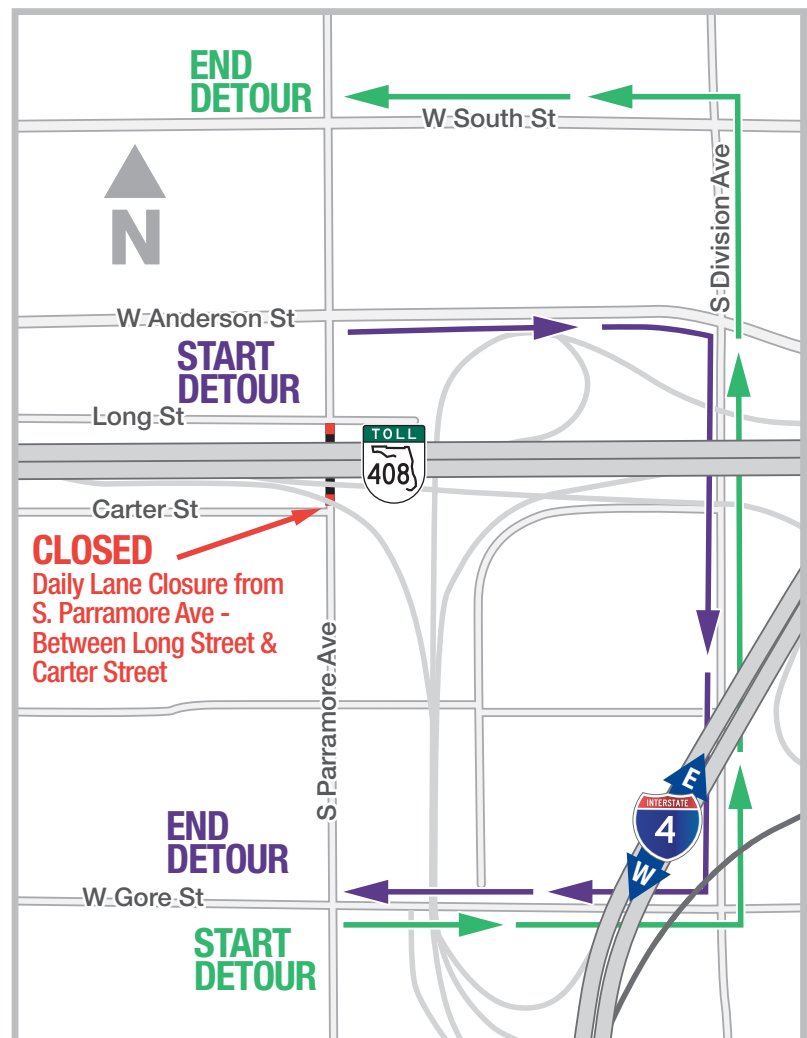 END
DETOUR
W South St
S Division Ave
N
W Anderson St
START
DETOUR
Long St
TOLL
408
Carter St
CLOSED
Daily Lane Closure from
S. Parramore Ave -
Between Long Street &
Carter Street
S Parramore Ave
E
INTERSTATE
4
W
END
DETOUR
W Gore St
START
DETOUR